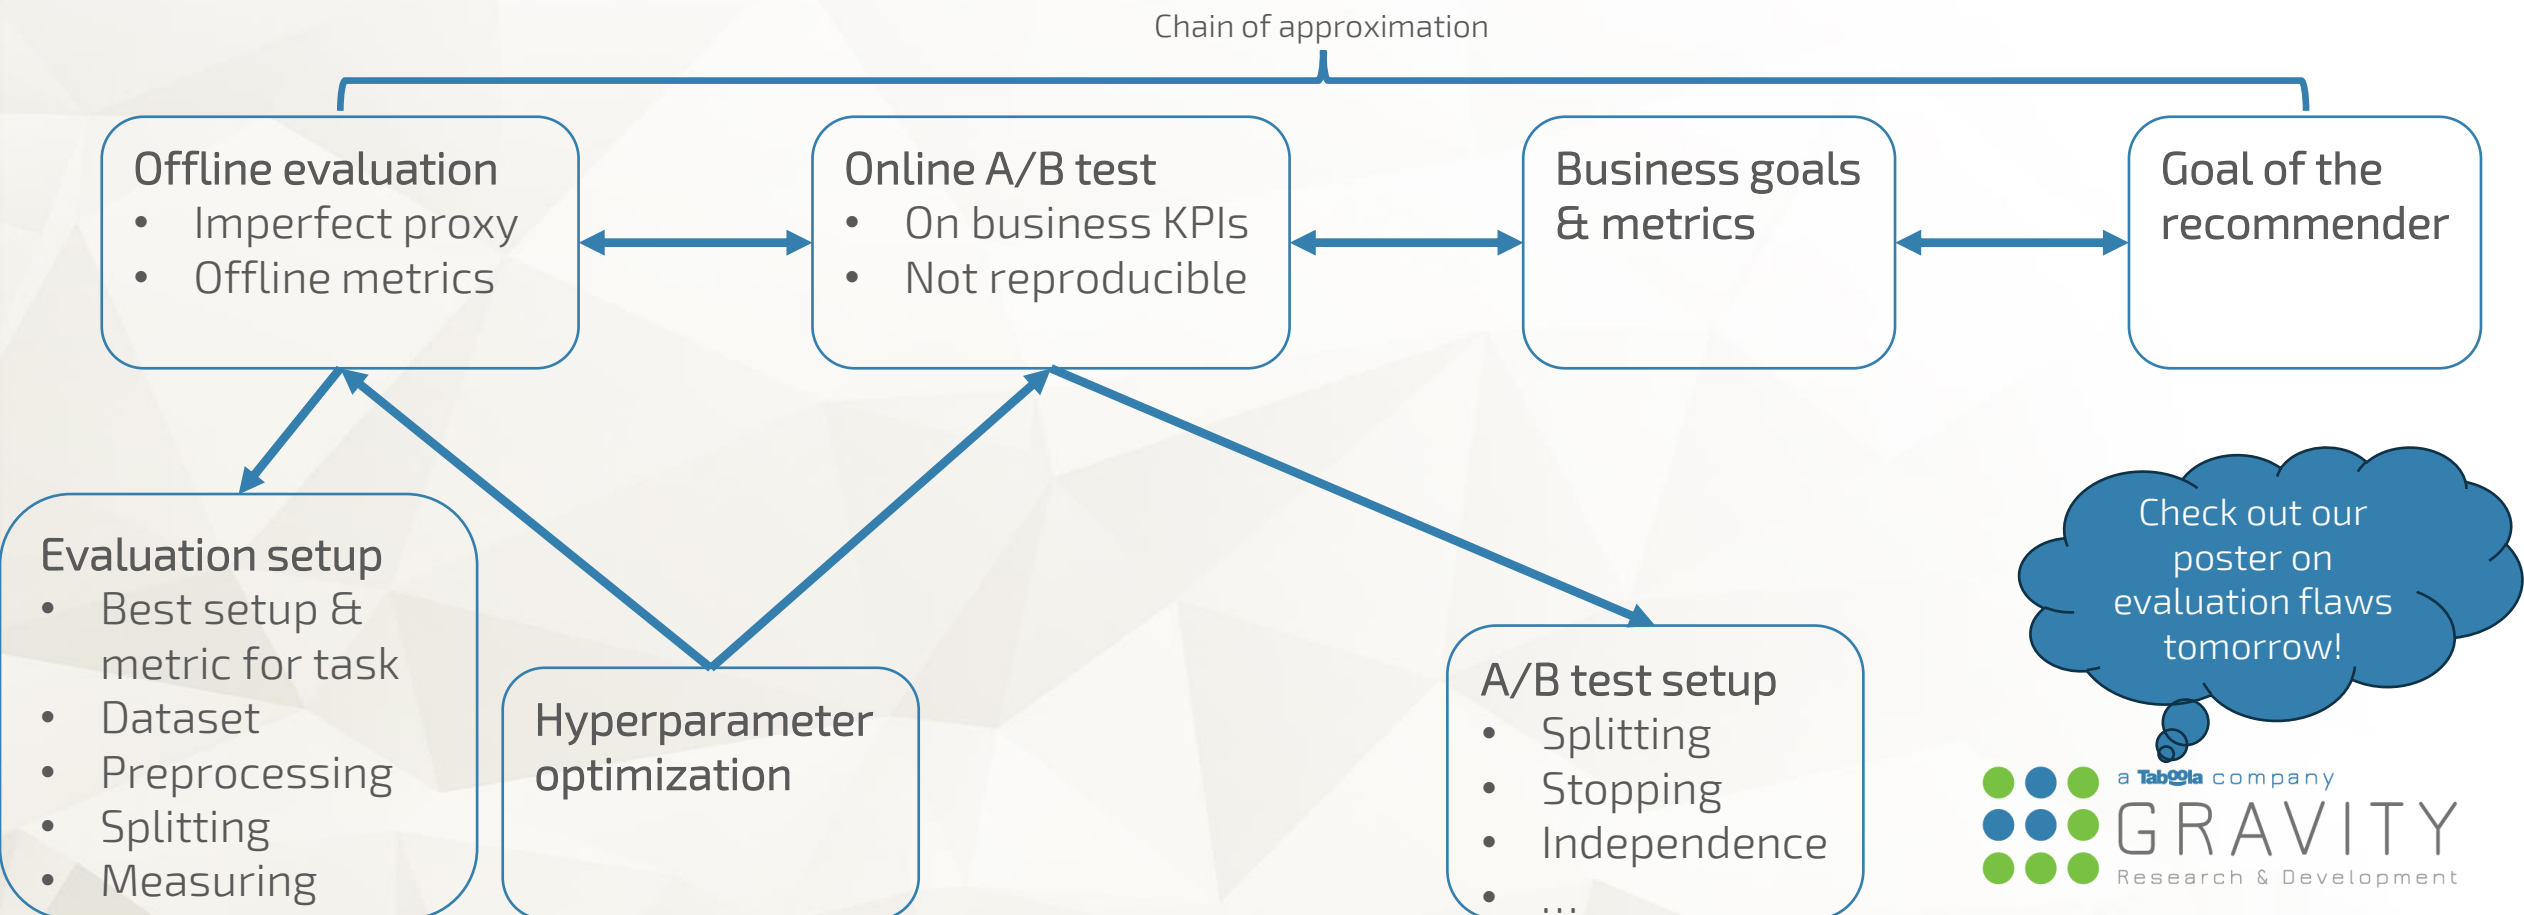 Chain of approximation
Offline evaluation
• Imperfect proxy
• Offline metrics
Online A/B test
• On business KPIs
• Not reproducible
Business goals
& metrics
Goal of the
recommender
Evaluation setup
• Best setup &
metric for task
• Dataset
• Preprocessing
• Splitting
• Measuring
Hyperparameter
optimization
A/B test setup
• Splitting
• Stopping
• Independence
• ...
Check out our
poster on
evaluation flaws
tomorrow!
a Taboola company
GRAVITY
Research & Development